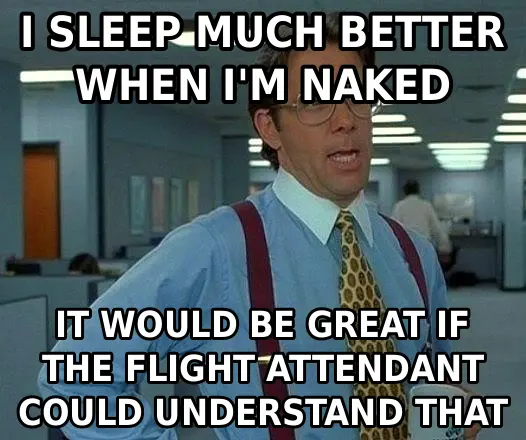 I SLEEP MUCH BETTER
WHEN I'M NAKED
IT WOULD BE GREAT IF
THE FLIGHT ATTENDANT
COULD UNDERSTAND THAT